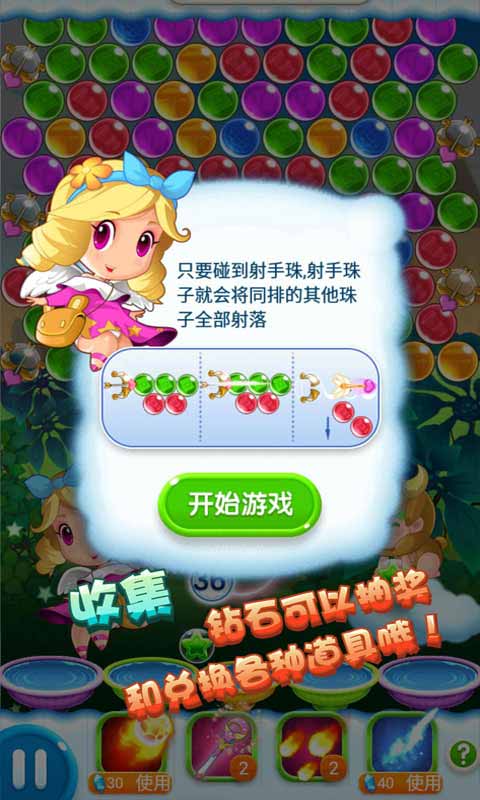 只要碰到射手珠,射手珠
子就会将同排的其他珠
子全部射落
开始游戏
36
收集
钻石可以抽奖
和兑换各种道具哦！
30 使用
2
2
40 使用
?